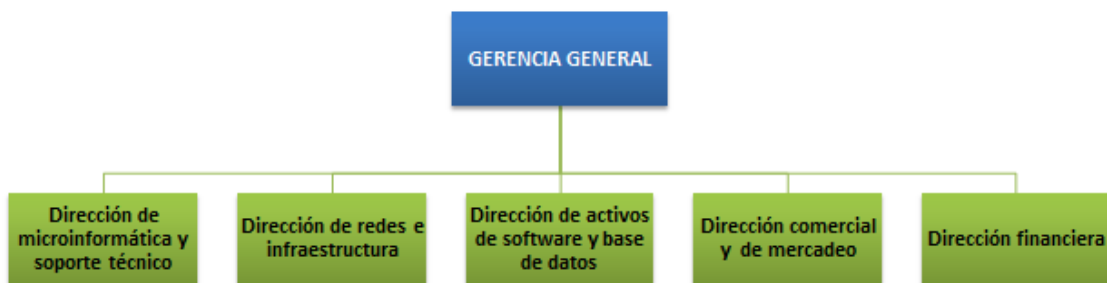 GERENCIA GENERAL
Dirección de
microinformática y
soporte técnico
Dirección de redes e
infraestructura
Dirección de activos
de software y base
de datos
Dirección comercial
y de mercadeo
Dirección financiera